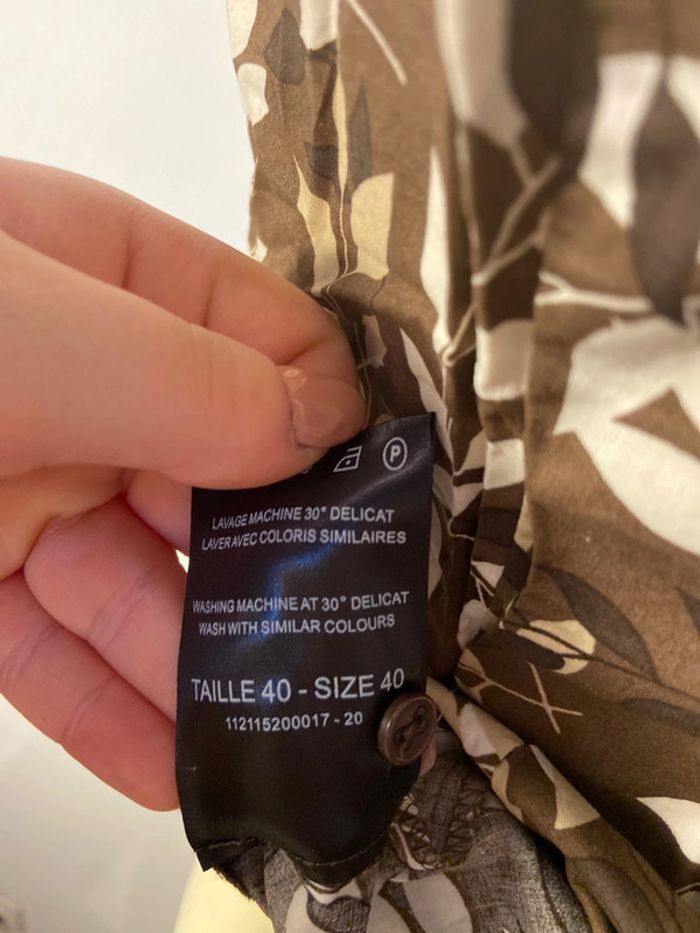 P
LAVAGE MACHINE 30° DELICAT
LAVER AVEC COLORIS SIMILAIRES
WASHING MACHINE AT 30° DELICAT
WASH WITH SIMILAR COLOURS
TAILLE 40 - SIZE 40
112115200017 - 20